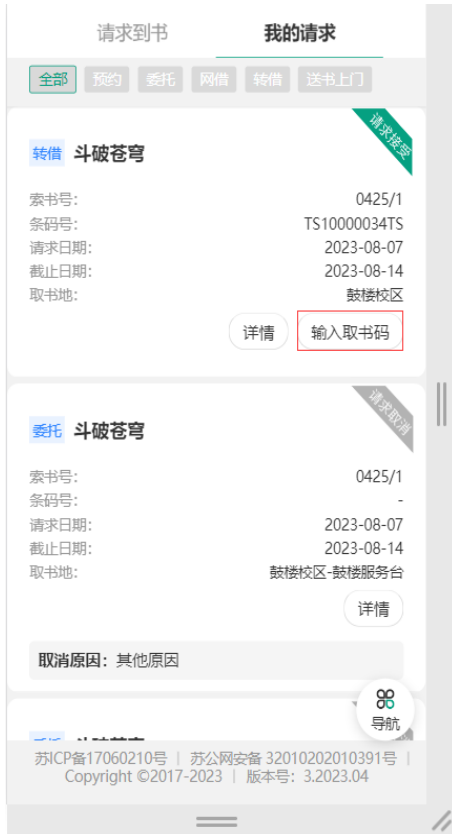 请求到书 我的请求
全部 预约 委托 网借 转借 送书上门
请求接受
转借 斗破苍穹
索书号: 0425/1
条码号: TS10000034TS
请求日期: 2023-08-07
截止日期: 2023-08-14
取书地: 鼓楼校区
详情 输入取书码
请求取消
委托 斗破苍穹
索书号: 0425/1
条码号: -
请求日期: 2023-08-07
截止日期: 2023-08-14
取书地: 鼓楼校区-鼓楼服务台
详情
取消原因：其他原因
导航
苏ICP备17060210号 | 苏公网安备 32010202010391号 |
Copyright ©2017-2023 | 版本号：3.2023.04